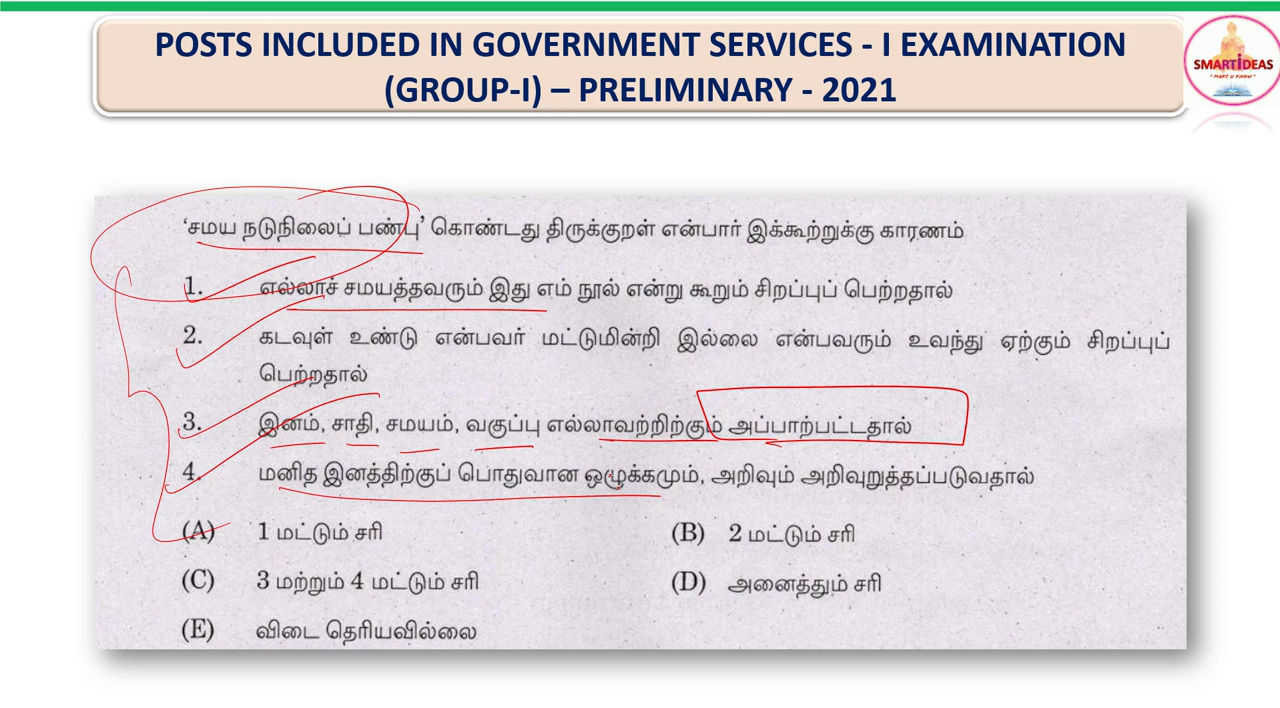 POSTS INCLUDED IN GOVERNMENT SERVICES - I EXAMINATION
(GROUP-I) – PRELIMINARY - 2021
SMARTIDEAS
"MAKE U KNOW"
'சமய நடுநிலைப் பண்பு' கொண்டது திருக்குறள் என்பார் இக்கூற்றுக்கு காரணம்
1. எல்லாச் சமயத்தவரும் இது எம் நூல் என்று கூறும் சிறப்புப் பெற்றதால்
2. கடவுள் உண்டு என்பவர் மட்டுமின்றி இல்லை என்பவரும் உவந்து ஏற்கும் சிறப்புப்
பெற்றதால்
3. இனம், சாதி, சமயம், வகுப்பு எல்லாவற்றிற்கும் அப்பாற்பட்டதால்
4. மனித இனத்திற்குப் பொதுவான ஒழுக்கமும், அறிவும் அறிவுறுத்தப்படுவதால்
(A) 1 மட்டும் சரி (B) 2 மட்டும் சரி
(C) 3 மற்றும் 4 மட்டும் சரி (D) அனைத்தும் சரி
(E) விடை தெரியவில்லை